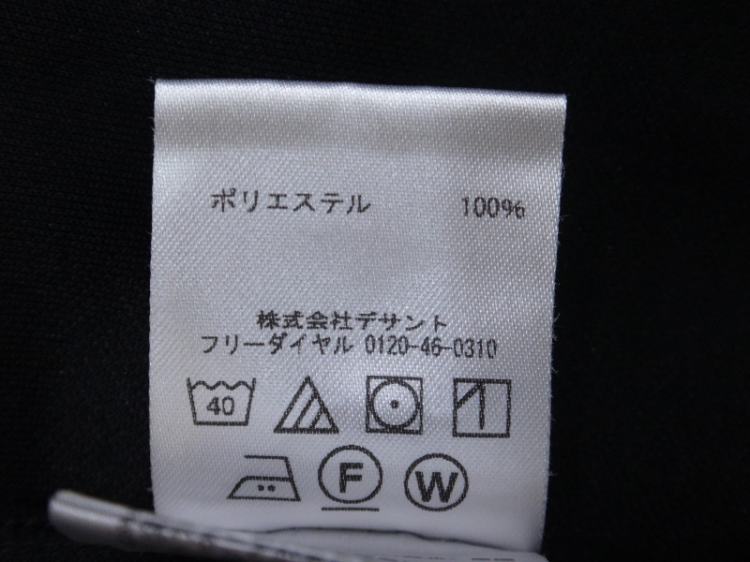 ポリエステル 100%
株式会社デサント
フリーダイヤル 0120-46-0310
40
F W